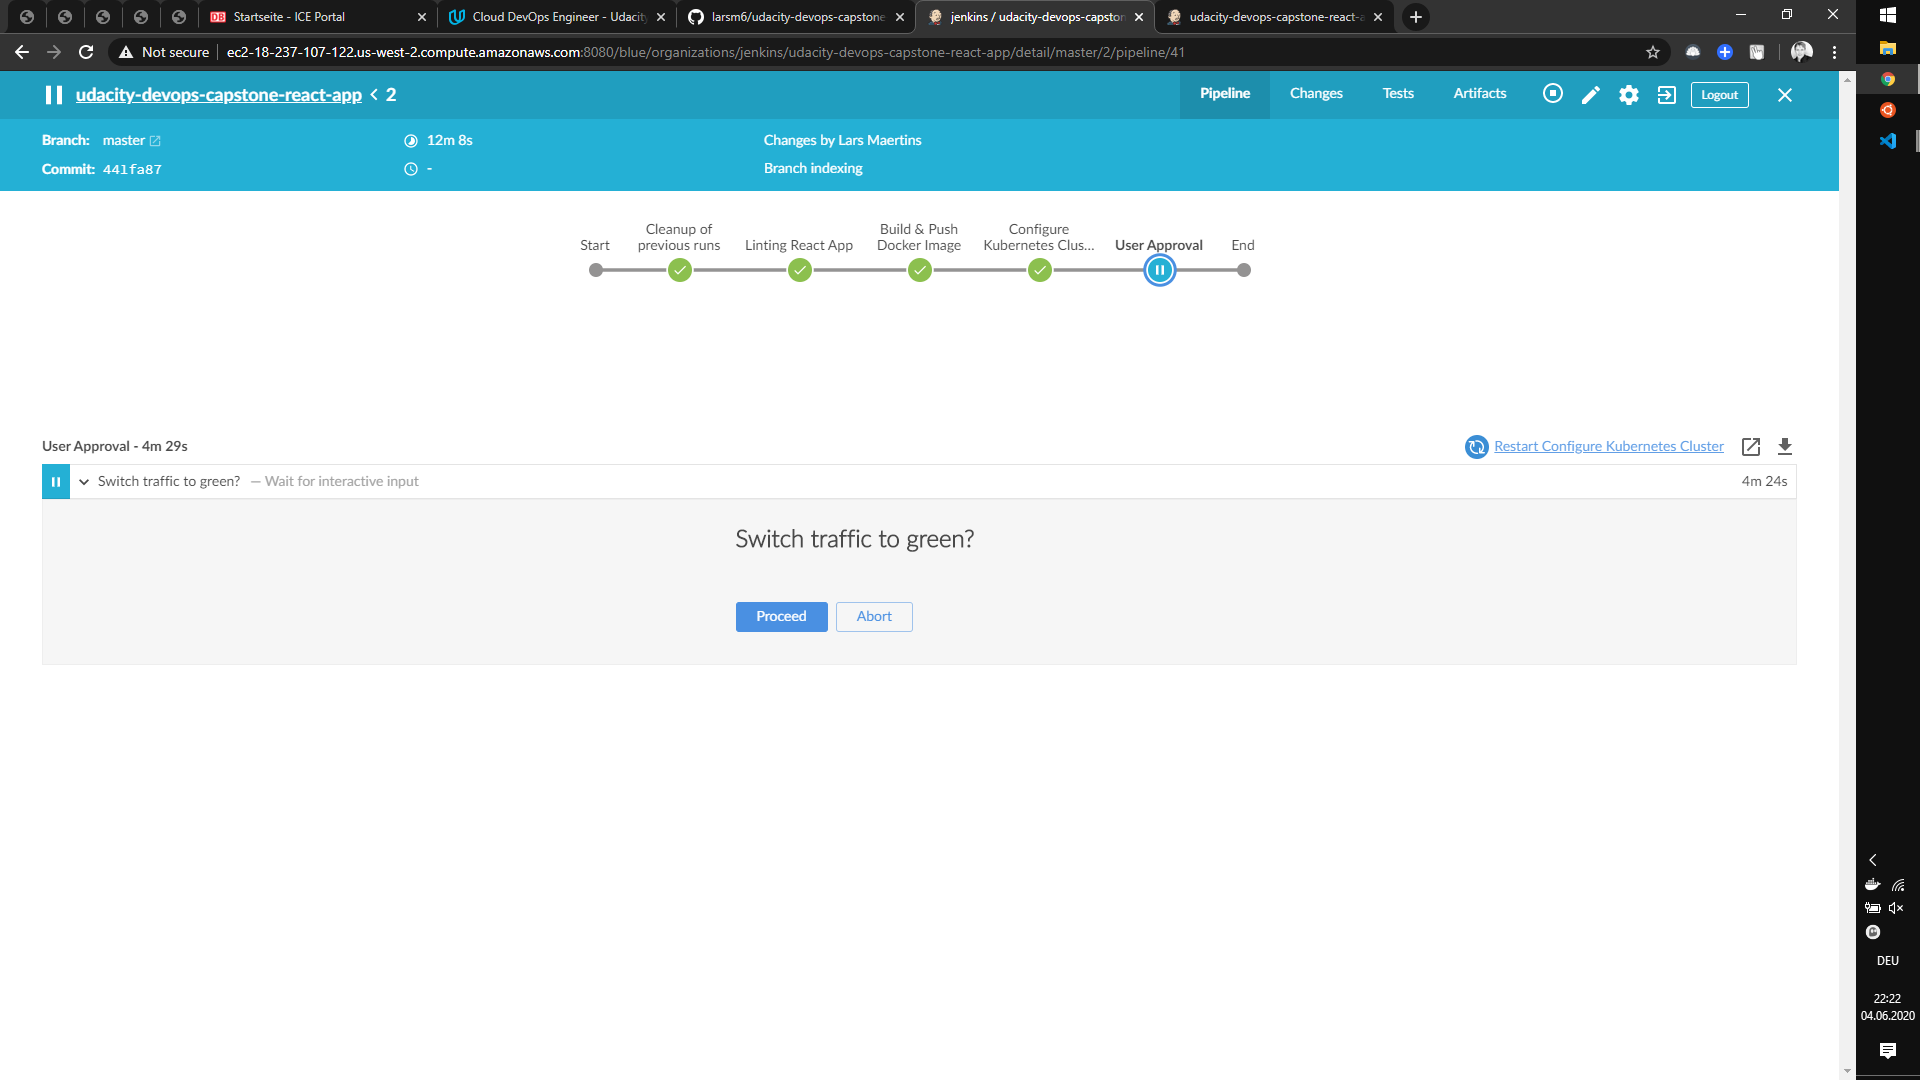 DB Startseite - ICE Portal
Cloud DevOps Engineer - Udacity
larsm6/udacity-devops-capstone
jenkins / udacity-devops-capston
udacity-devops-capstone-react-a
Not secure
ec2-18-237-107-122.us-west-2.compute.amazonaws.com:8080/blue/organizations/jenkins/udacity-devops-capstone-react-app/detail/master/2/pipeline/41
udacity-devops-capstone-react-app < 2
Pipeline
Changes
Tests
Artifacts
Logout
Branch: master
12m 8s
Changes by Lars Maertins
Commit: 441fa87
-
Branch indexing
Start
Cleanup of
previous runs
Linting React App
Build & Push
Docker Image
Configure
Kubernetes Clus...
User Approval
End
User Approval - 4m 29s
Restart Configure Kubernetes Cluster
Switch traffic to green? — Wait for interactive input
4m 24s
Switch traffic to green?
Proceed
Abort
DEU
22:22
04.06.2020